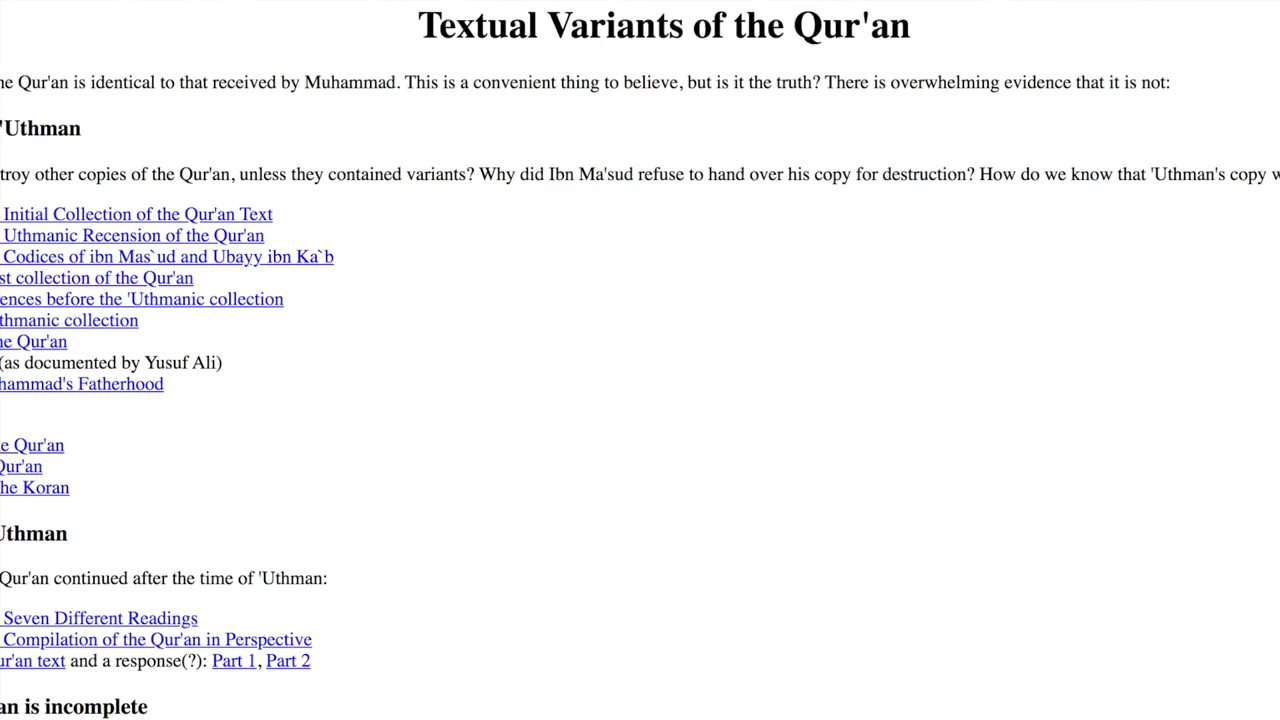 Textual Variants of the Qur'an
he Qur'an is identical to that received by Muhammad. This is a convenient thing to believe, but is it the truth? There is overwhelming evidence that it is not:
'Uthman
troy other copies of the Qur'an, unless they contained variants? Why did Ibn Ma'sud refuse to hand over his copy for destruction? How do we know that 'Uthman's copy w
Initial Collection of the Qur'an Text
Uthmanic Recension of the Qur'an
Codices of ibn Mas`ud and Ubayy ibn Ka`b
st collection of the Qur'an
ences before the 'Uthmanic collection
thmanic collection
he Qur'an
(as documented by Yusuf Ali)
hammad's Fatherhood
e Qur'an
Qur'an
he Koran
Uthman
Qur'an continued after the time of 'Uthman:
Seven Different Readings
Compilation of the Qur'an in Perspective
ur'an text and a response(?): Part 1, Part 2
an is incomplete